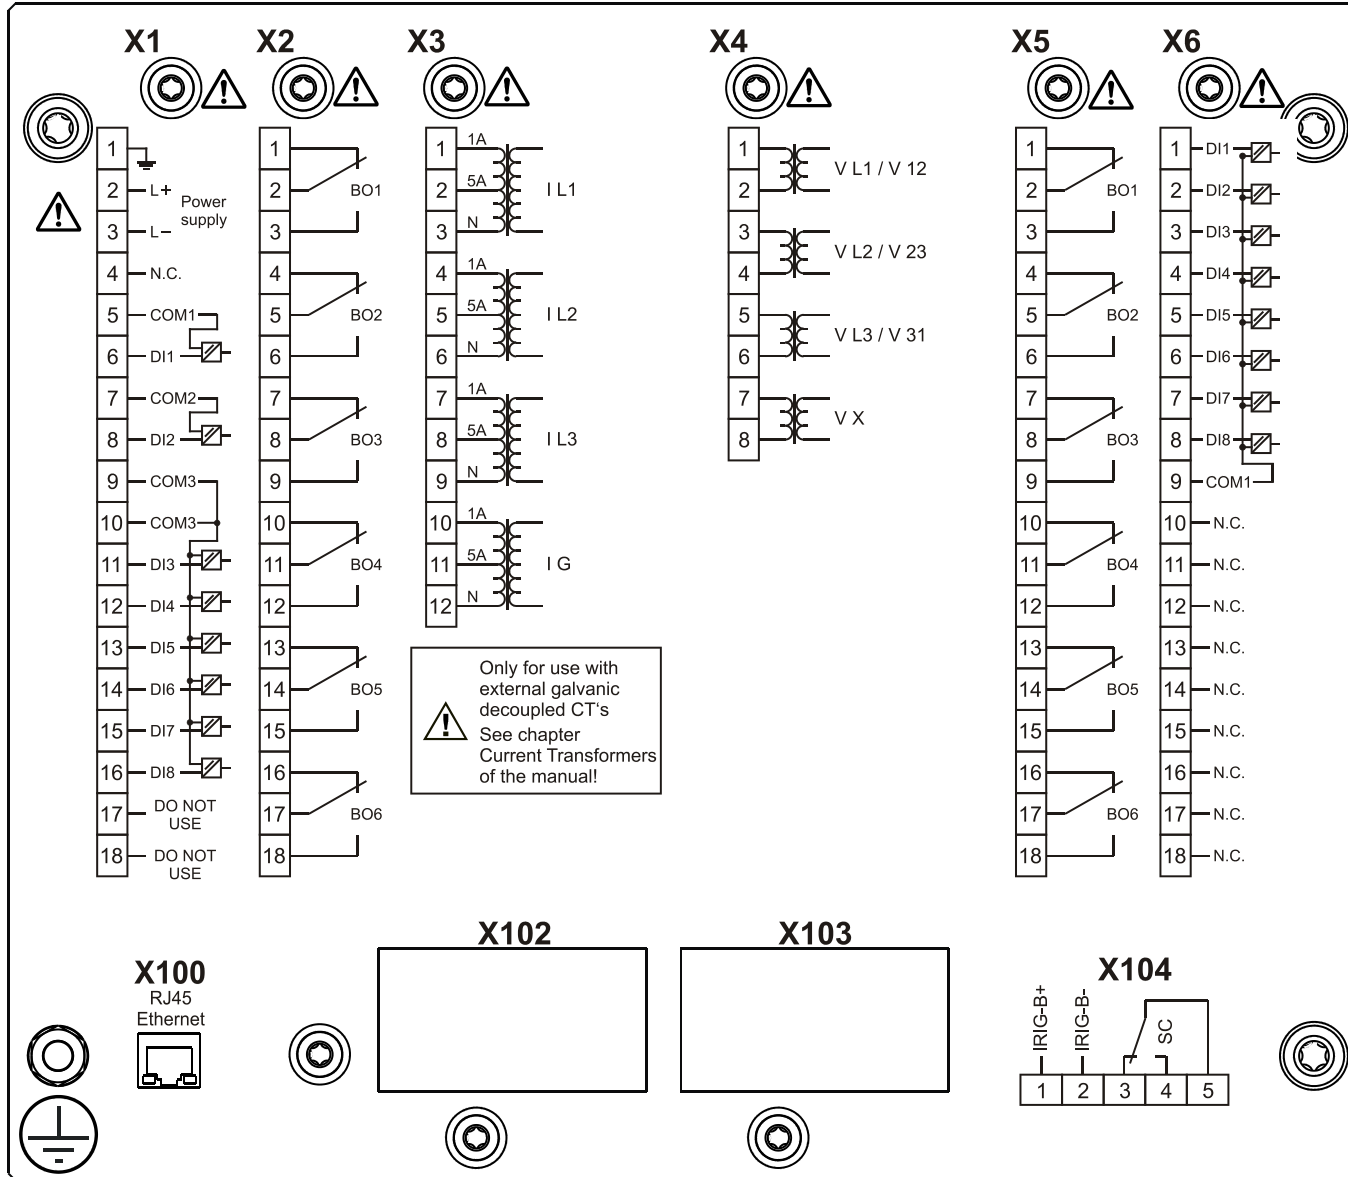 X1
X2
X3
X4
X5
X6
1
2 L+
Power
supply
3 L−
4 N.C.
5 COM1
6 DI1
7 COM2
8 DI2
9 COM3
10 COM3
11 DI3
12 DI4
13 DI5
14 DI6
15 DI7
16 DI8
17 DO NOT
USE
18 DO NOT
USE
1
2 BO1
3
4
5 BO2
6
7
8 BO3
9
10
11 BO4
12
13
14 BO5
15
16
17 BO6
18
1 1A
2 5A I L1
3 N
4 1A
5 5A I L2
6 N
7 1A
8 5A I L3
9 N
10 1A
11 5A I G
12 N
Only for use with
external galvanic
decoupled CT‘s
See chapter
Current Transformers
of the manual!
1
V L1 / V 12
2
3
V L2 / V 23
4
5
V L3 / V 31
6
7
V X
8
1
2 BO1
3
4
5 BO2
6
7
8 BO3
9
10
11 BO4
12
13
14 BO5
15
16
17 BO6
18
1 DI1
2 DI2
3 DI3
4 DI4
5 DI5
6 DI6
7 DI7
8 DI8
9 COM1
10 N.C.
11 N.C.
12 N.C.
13 N.C.
14 N.C.
15 N.C.
16 N.C.
17 N.C.
18 N.C.
X100
RJ45
Ethernet
X102
X103
X104
IRIG-B+
IRIG-B-
SC
1 2 3 4 5